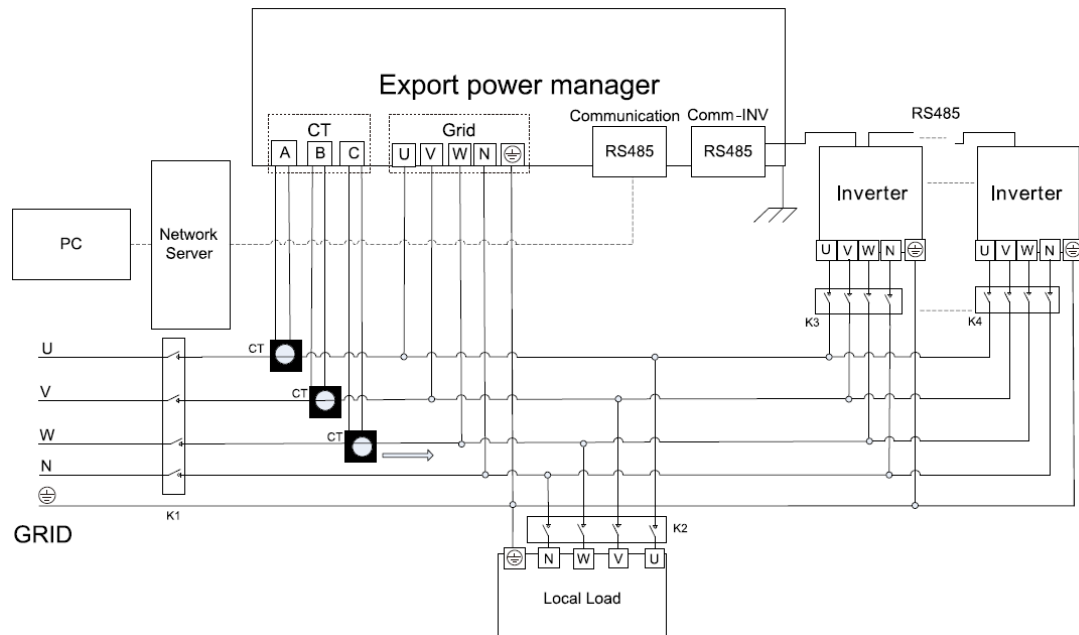 Export power manager
CT
Grid
Communication
Comm-INV
RS485
A
B
C
U
V
W
N
RS485
RS485
PC
Network
Server
Inverter
Inverter
U
V
W
N
U
V
W
N
K3
K4
CT
CT
CT
U
V
W
N
K1
GRID
K2
N
W
V
U
Local Load